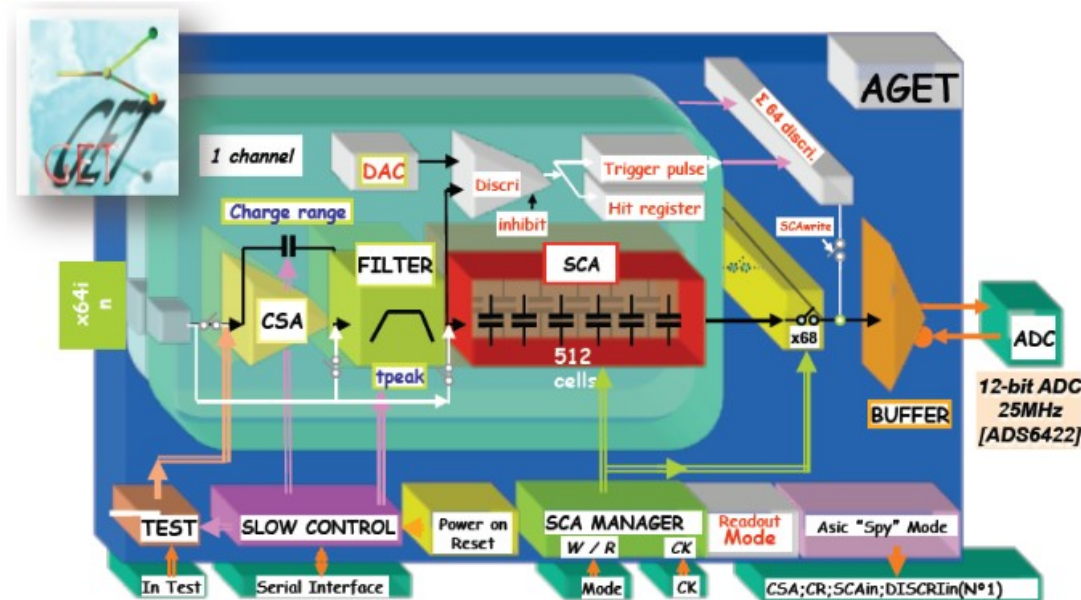 GET
AGET
Σ 64 discri.
1 channel
DAC
Discri
Trigger pulse
Hit register
inhibit
SCAwrite
Charge range
FILTER
SCA
x64i
n
CSA
tpeak
512
cells
x68
BUFFER
ADC
12-bit ADC
25MHz
[ADS6422]
TEST
SLOW CONTROL
Power on
Reset
SCA MANAGER
W / R
CK
Readout
Mode
Asic "Spy" Mode
In Test
Serial Interface
Mode
CK
CSA;CR;SCAin;DISCRIin(Nº1)